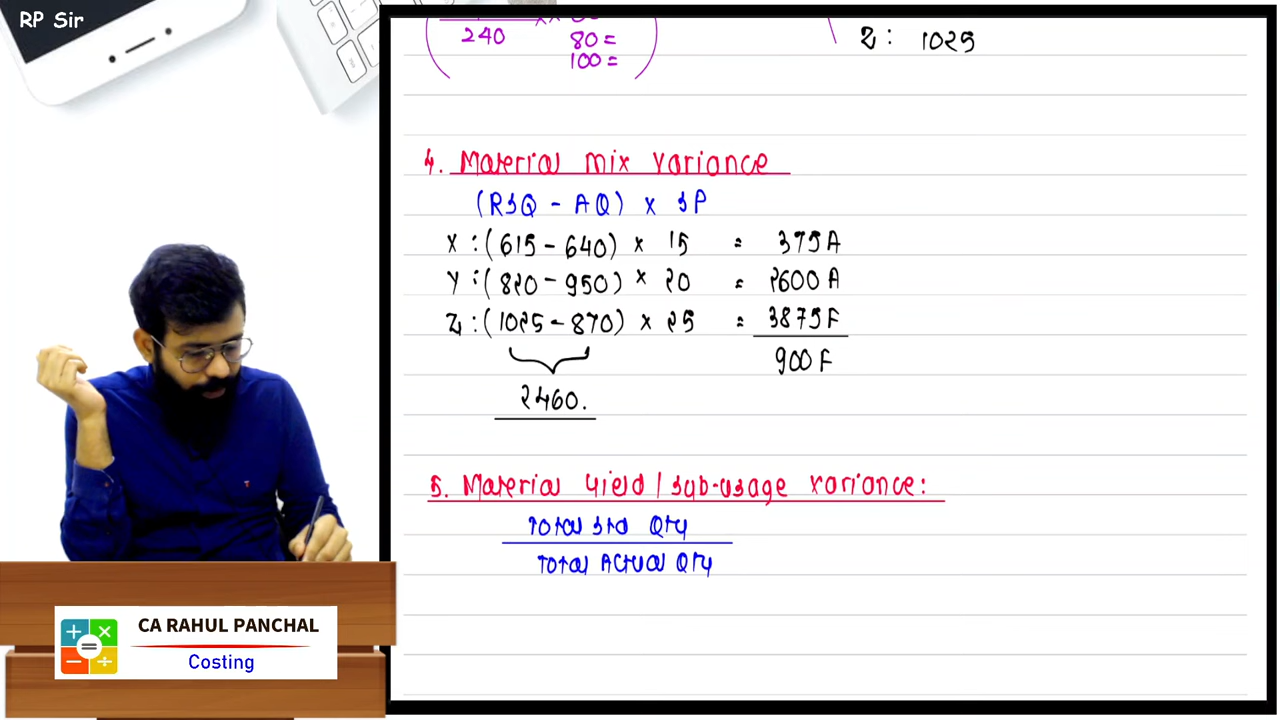 RP Sir
240
80 =
100 =
Z : 1025
4. Material mix variance
(RSQ - AQ) x SP
X : (615 - 640) x 15 = 375 A
Y : (820 - 950) x 20 = 2600 A
Z : (1025 - 870) x 25 = 3875 F
900 F
2460.
5. Material Yield / sub-usage variance:
Total Std Qty
Total Actual Qty
CA RAHUL PANCHAL
Costing